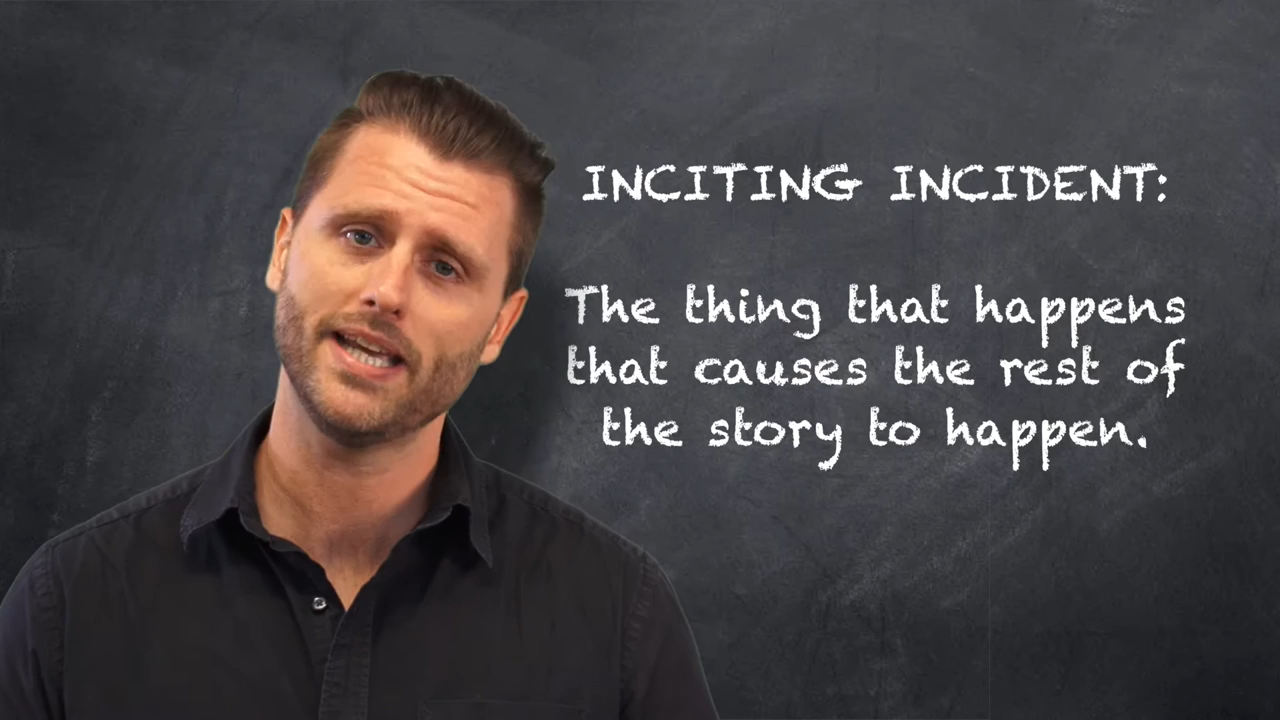 INCITING INCIDENT:
The thing that happens
that causes the rest of
the story to happen.